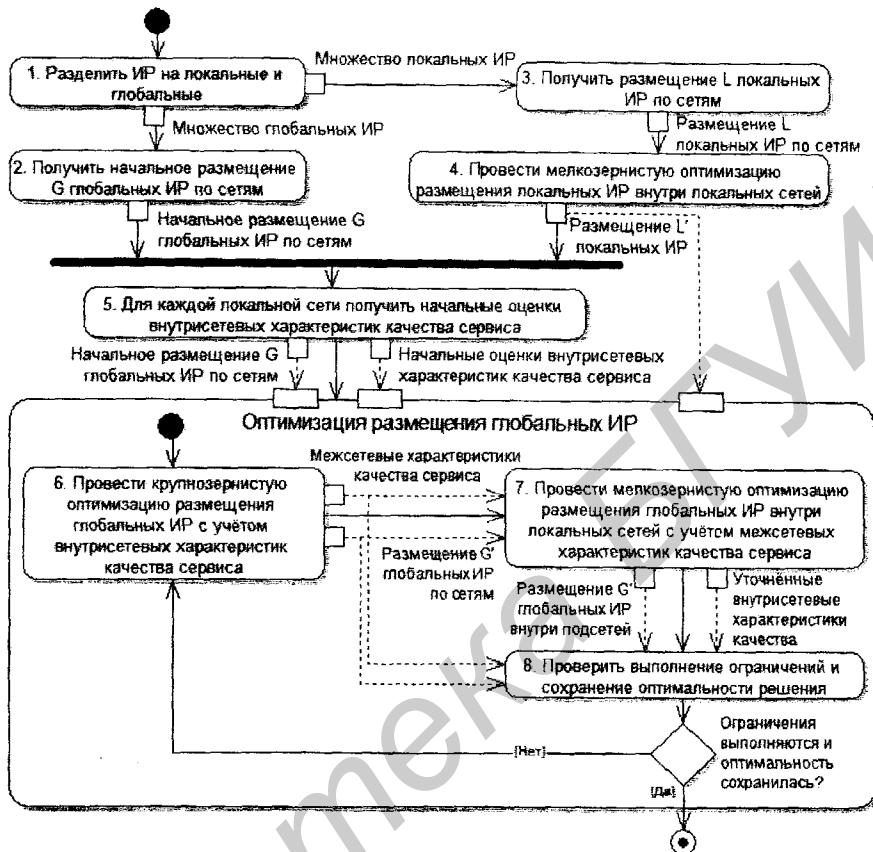 Множество локальных ИР
1. Разделить ИР на локальные и
глобальные
3. Получить размещение L локальных
ИР по сетям
Множество глобальных ИР
Размещение L
локальных ИР по сетям
2. Получить начальное размещение
G глобальных ИР по сетям
4. Провести мелкозернистую оптимизацию
размещения локальных ИР внутри локальных сетей
Начальное размещение G
глобальных ИР по сетям
Размещение L'
локальных ИР
5. Для каждой локальной сети получить начальные оценки
внутрисетевых характеристик качества сервиса
Начальное размещение G
глобальных ИР по сетям
Начальные оценки внутрисетевых
характеристик качества сервиса
Оптимизация размещения глобальных ИР
Межсетевые характеристики
качества сервиса
6. Провести крупнозернистую
оптимизацию размещения
глобальных ИР с учётом
внутрисетевых характеристик
качества сервиса
7. Провести мелкозернистую оптимизацию
размещения глобальных ИР внутри
локальных сетей с учётом межсетевых
характеристик качества сервиса
Размещение G'
глобальных ИР
по сетям
Размещение G'
глобальных ИР
внутри подсетей
Уточнённые
внутрисетевые
характеристики
качества
8. Проверить выполнение ограничений и
сохранение оптимальности решения
Ограничения
выполняются и
оптимальность
сохранилась?
[Нет]
[Да]
тека БГУИ